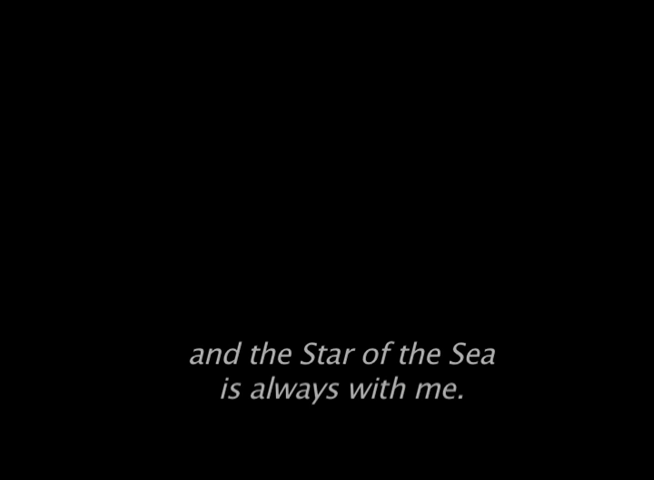 and the Star of the Sea
is always with me.